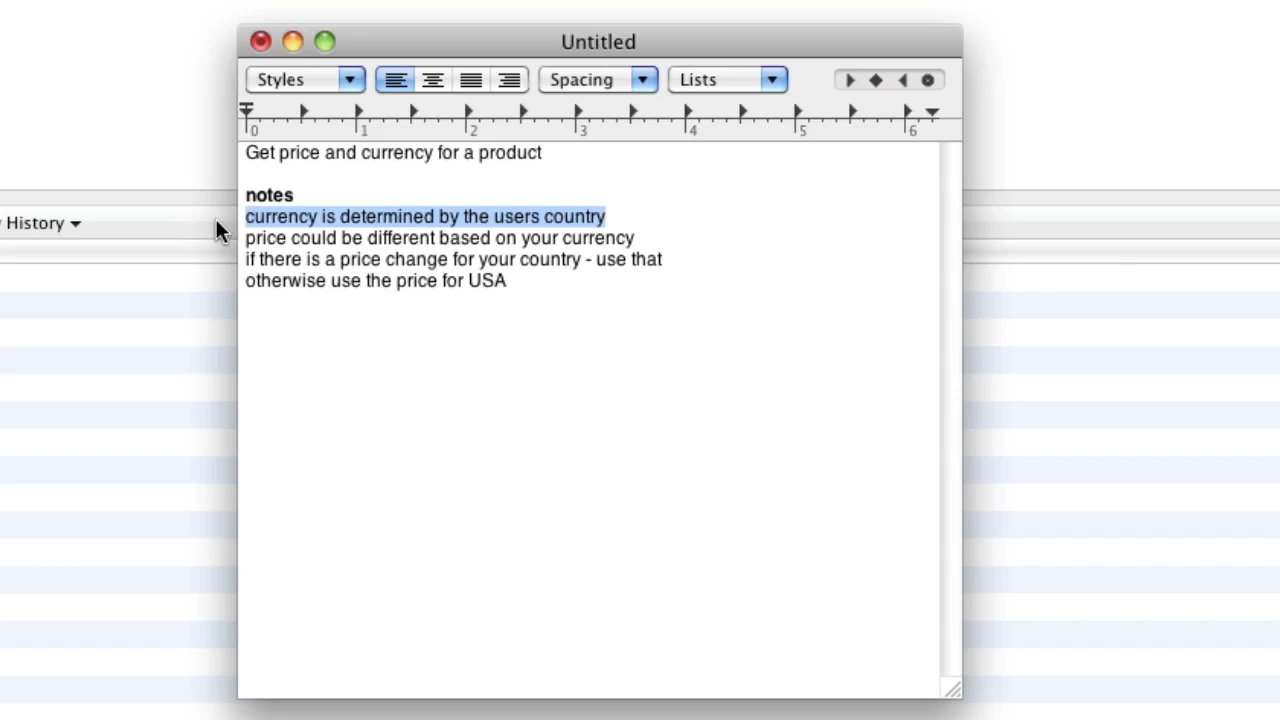 Untitled
Styles
Spacing
Lists
0 1 2 3 4 5 6
Get price and currency for a product
notes
History
currency is determined by the users country
price could be different based on your currency
if there is a price change for your country - use that
otherwise use the price for USA